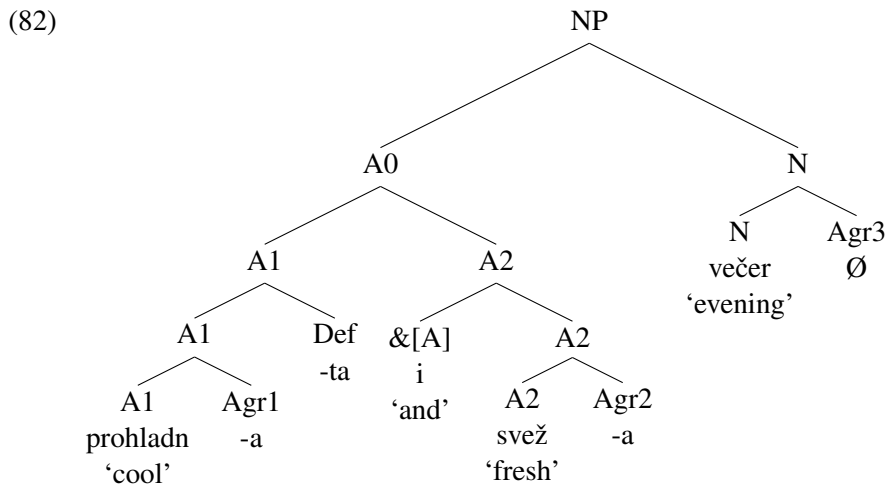 (82) NP
A0 N
N Agr3
A1 A2 večer Ø
‘evening’
A1 Def &[A] A2
-ta i
A1 Agr1 ‘and’ A2 Agr2
prohladn -a svež -a
‘cool’ ‘fresh’